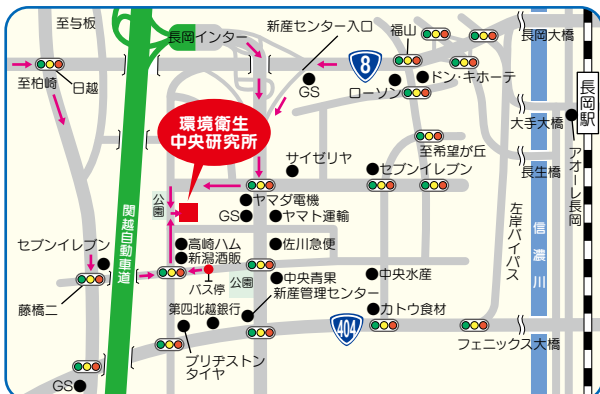 至与板
長岡インター
新産センター入口
福山
長岡大橋
至柏崎
日越
GS
8
ローソン
ドン・キホーテ
長岡駅
環境衛生
中央研究所
大手大橋
至希望が丘
サイゼリヤ
セブンイレブン
長生橋
アオーレ長岡
公園
ヤマダ電機
GS
ヤマト運輸
関越自動車道
左岸バイパス
信濃川
セブンイレブン
高崎ハム
新潟酒販
佐川急便
バス停
公園
中央青果
新産管理センター
中央水産
藤橋二
第四北越銀行
カトウ食材
404
フェニックス大橋
ブリヂストン
タイヤ
GS